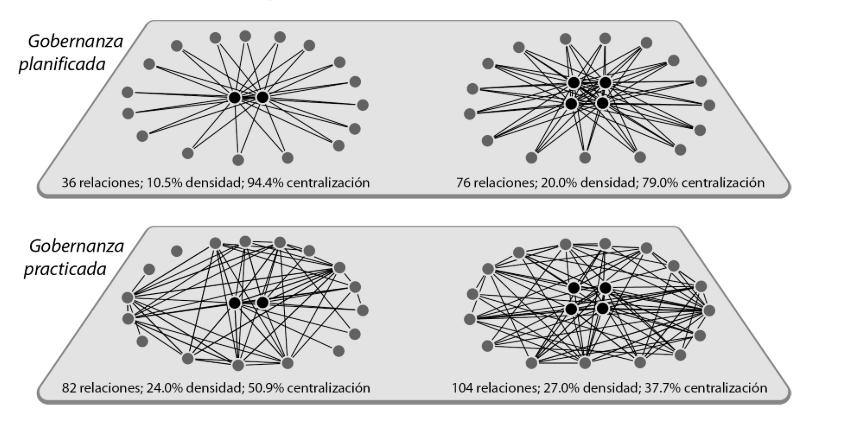 Gobernanza
planificada
36 relaciones; 10.5% densidad; 94.4% centralización
76 relaciones; 20.0% densidad; 79.0% centralización
Gobernanza
practicada
82 relaciones; 24.0% densidad; 50.9% centralización
104 relaciones; 27.0% densidad; 37.7% centralización